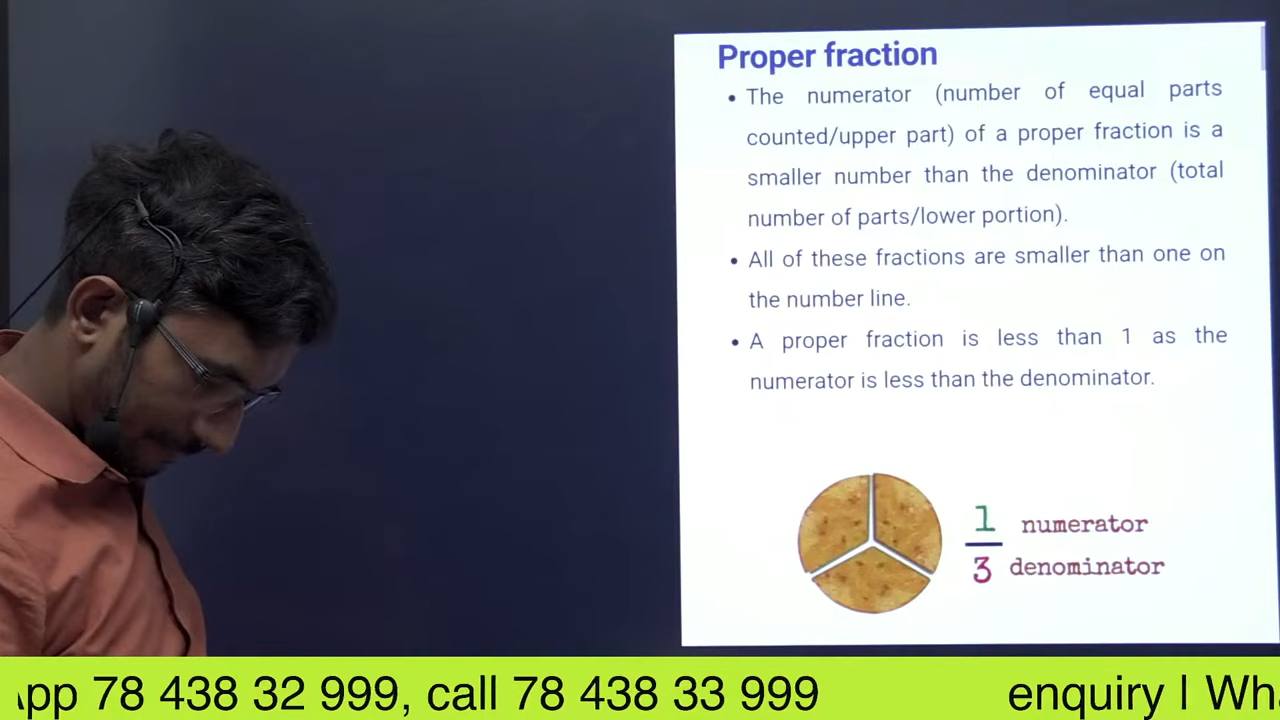 Proper fraction
• The numerator (number of equal parts
counted/upper part) of a proper fraction is a
smaller number than the denominator (total
number of parts/lower portion).
• All of these fractions are smaller than one on
the number line.
• A proper fraction is less than 1 as the
numerator is less than the denominator.
1 numerator
3 denominator
78 438 32 999, call 78 438 33 999 enquiry |